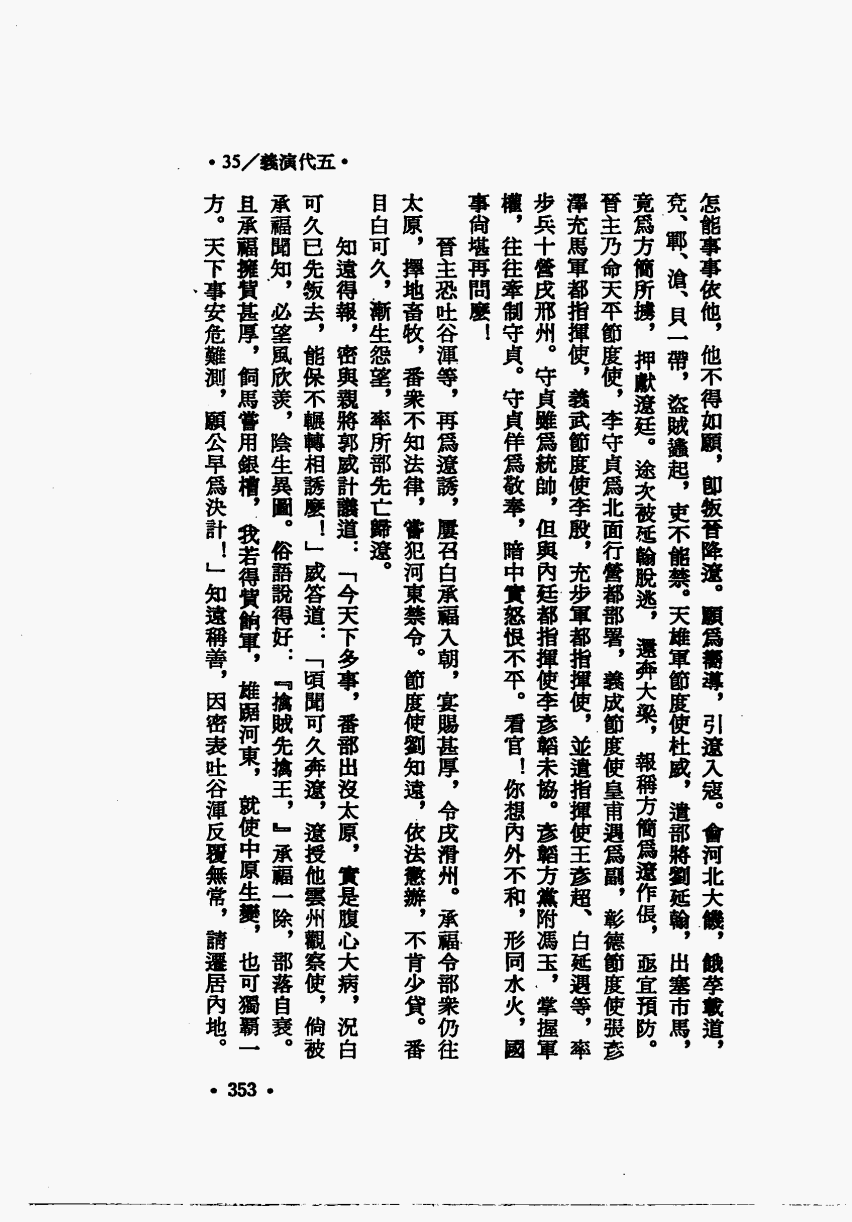 •35/義演代五•
怎能事事依他，他不得如願，卽叛晉降遼。願爲嚮導，引遼入寇。會河北大饑，餓莩載道，
兗、鄆、滄、貝一帶，盜賊蠭起，吏不能禁。天雄軍節度使杜威，遣部將劉延翰，出塞市馬，
竟爲方簡所擄，押獻遼廷。途次被延翰脫逃，還奔大梁，報稱方簡爲遼作倀，亟宜預防。
晉主乃命天平節度使，李守貞爲北面行營都部署，義成節度使皇甫遇爲副，彰德節度使張彥
澤充馬軍都指揮使，義武節度使李殷，充步軍都指揮使，並遣指揮使王彥超、白延遇等，率
步兵十營戍邢州。守貞雖爲統帥，但與內廷都指揮使李彥韜未協。彥韜方黨附馮玉，掌握軍
權，往往牽制守貞。守貞佯爲敬奉，暗中實怒恨不平。看官！你想內外不和，形同水火，國
事尙堪再問麼！
晉主恐吐谷渾等，再爲遼誘，屢召白承福入朝，宴賜甚厚，令戍滑州。承福令部衆仍往
太原，擇地畜牧，番衆不知法律，嘗犯河東禁令。節度使劉知遠，依法懲辦，不肯少貸。番
目白可久，漸生怨望，率所部先亡歸遼。
知遠得報，密與親將郭威計議道：「今天下多事，番部出沒太原，實是腹心大病，況白
可久已先叛去，能保不輾轉相誘麼！」威答道：「頃聞可久奔遼，遼授他雲州觀察使，倘被
承福聞知，必望風欣羨，陰生異圖。俗語說得好：『擒賊先擒王，』承福一除，部落自衰。
且承福擁貲甚厚，飼馬嘗用銀槽，我若得貲餉軍，雄踞河東，就使中原生變，也可獨霸一
方。天下事安危難測，願公早爲決計！」知遠稱善，因密表吐谷渾反覆無常，請遷居內地。
•353•